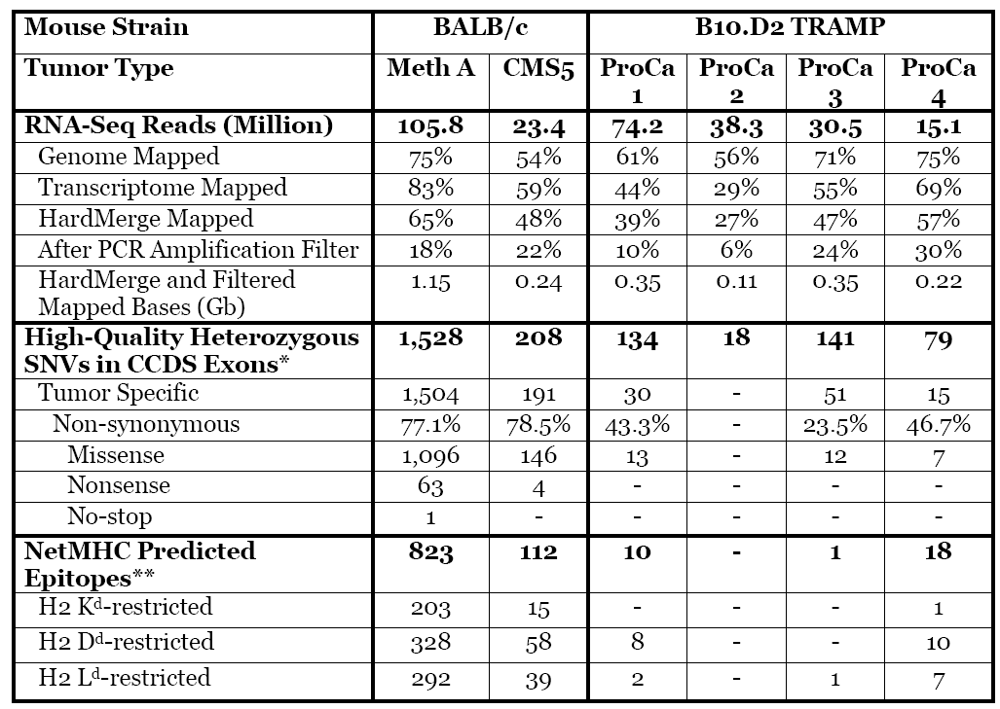 Mouse Strain BALB/c B10.D2 TRAMP
Tumor Type Meth A CMS5 ProCa 1 ProCa 2 ProCa 3 ProCa 4
RNA-Seq Reads (Million) 105.8 23.4 74.2 38.3 30.5 15.1
Genome Mapped 75% 54% 61% 56% 71% 75%
Transcriptome Mapped 83% 59% 44% 29% 55% 69%
HardMerge Mapped 65% 48% 39% 27% 47% 57%
After PCR Amplification Filter 18% 22% 10% 6% 24% 30%
HardMerge and Filtered 1.15 0.24 0.35 0.11 0.35 0.22
Mapped Bases (Gb)
High-Quality Heterozygous 1,528 208 134 18 141 79
SNVs in CCDS Exons*
Tumor Specific 1,504 191 30 - 51 15
Non-synonymous 77.1% 78.5% 43.3% - 23.5% 46.7%
Missense 1,096 146 13 - 12 7
Nonsense 63 4 - - - -
No-stop 1 - - - - -
NetMHC Predicted 823 112 10 - 1 18
Epitopes**
H2 Kd-restricted 203 15 - - - 1
H2 Dd-restricted 328 58 8 - - 10
H2 Ld-restricted 292 39 2 - 1 7